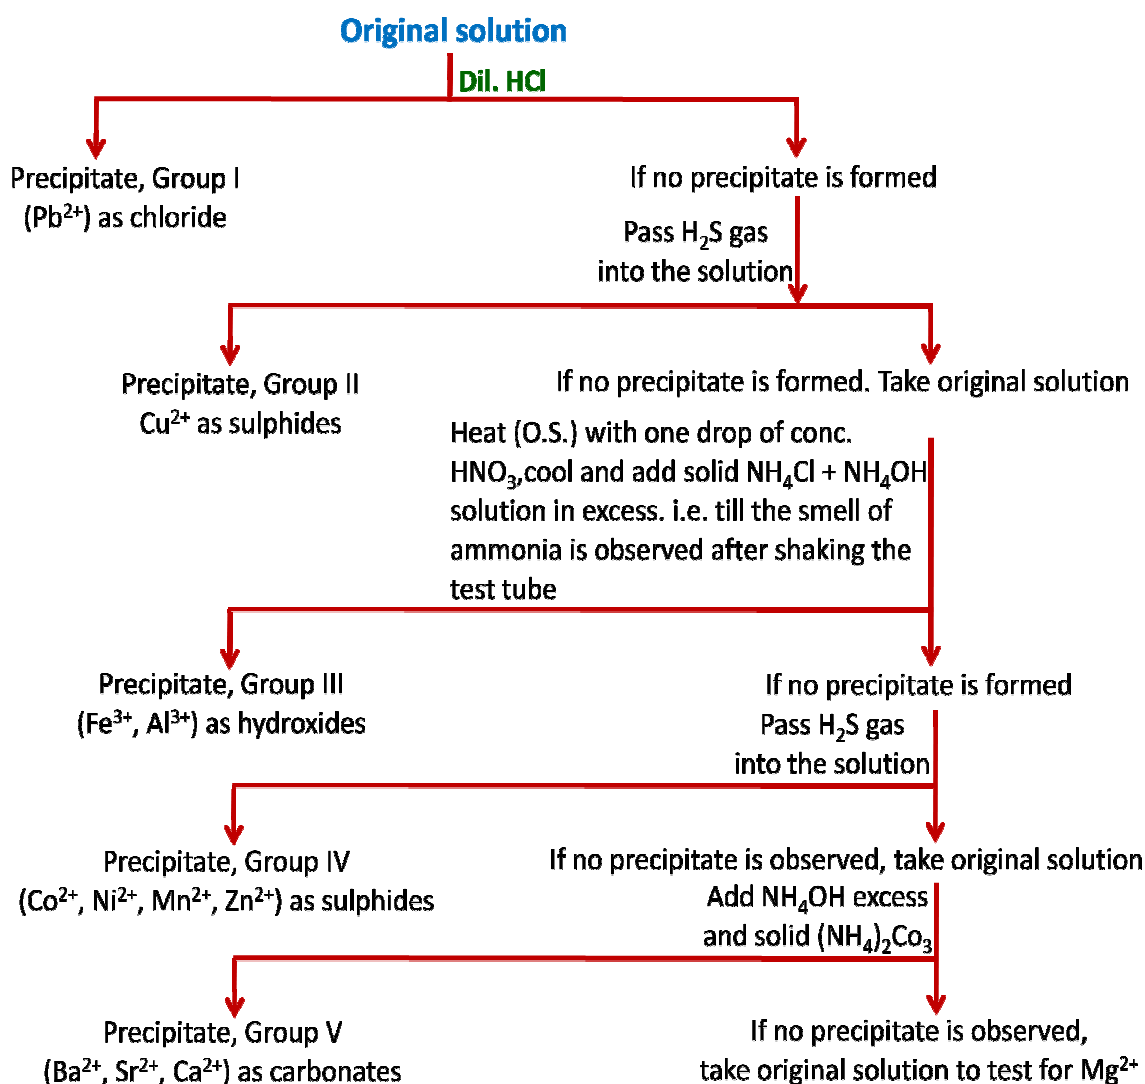 Original solution
Dil. HCl
Precipitate, Group I
(Pb²⁺) as chloride
If no precipitate is formed
Pass H₂S gas
into the solution
Precipitate, Group II
Cu²⁺ as sulphides
If no precipitate is formed. Take original solution
Heat (O.S.) with one drop of conc.
HNO₃,cool and add solid NH₄Cl + NH₄OH
solution in excess. i.e. till the smell of
ammonia is observed after shaking the
test tube
Precipitate, Group III
(Fe³⁺, Al³⁺) as hydroxides
If no precipitate is formed
Pass H₂S gas
into the solution
Precipitate, Group IV
(Co²⁺, Ni²⁺, Mn²⁺, Zn²⁺) as sulphides
If no precipitate is observed, take original solution
Add NH₄OH excess
and solid (NH₄)₂Co₃
Precipitate, Group V
(Ba²⁺, Sr²⁺, Ca²⁺) as carbonates
If no precipitate is observed,
take original solution to test for Mg²⁺